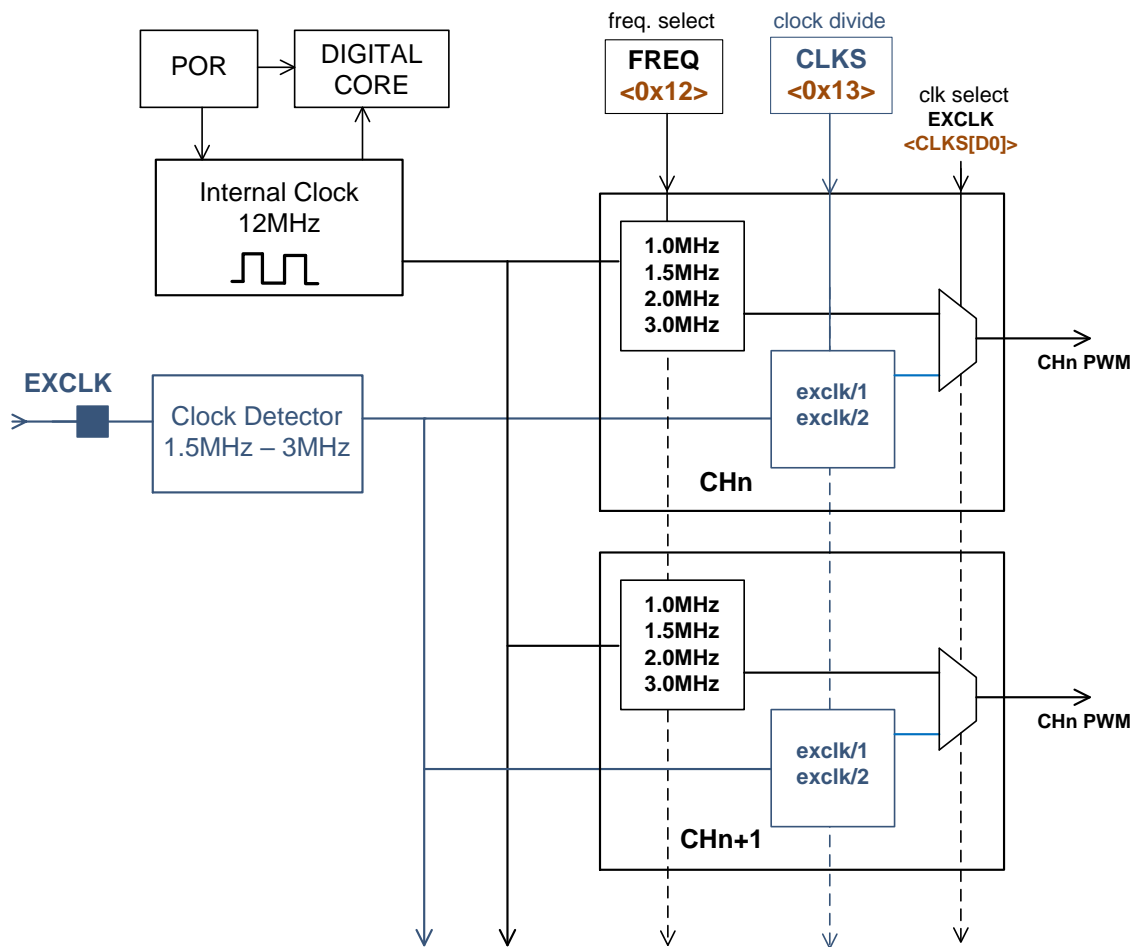 freq. select
FREQ
<0x12>
clock divide
CLKS
<0x13>
clk select
EXCLK
<CLKS[D0]>
POR
DIGITAL
CORE
Internal Clock
12MHz
1.0MHz
1.5MHz
2.0MHz
3.0MHz
CHn PWM
EXCLK
Clock Detector
1.5MHz – 3MHz
exclk/1
exclk/2
CHn
1.0MHz
1.5MHz
2.0MHz
3.0MHz
CHn PWM
exclk/1
exclk/2
CHn+1